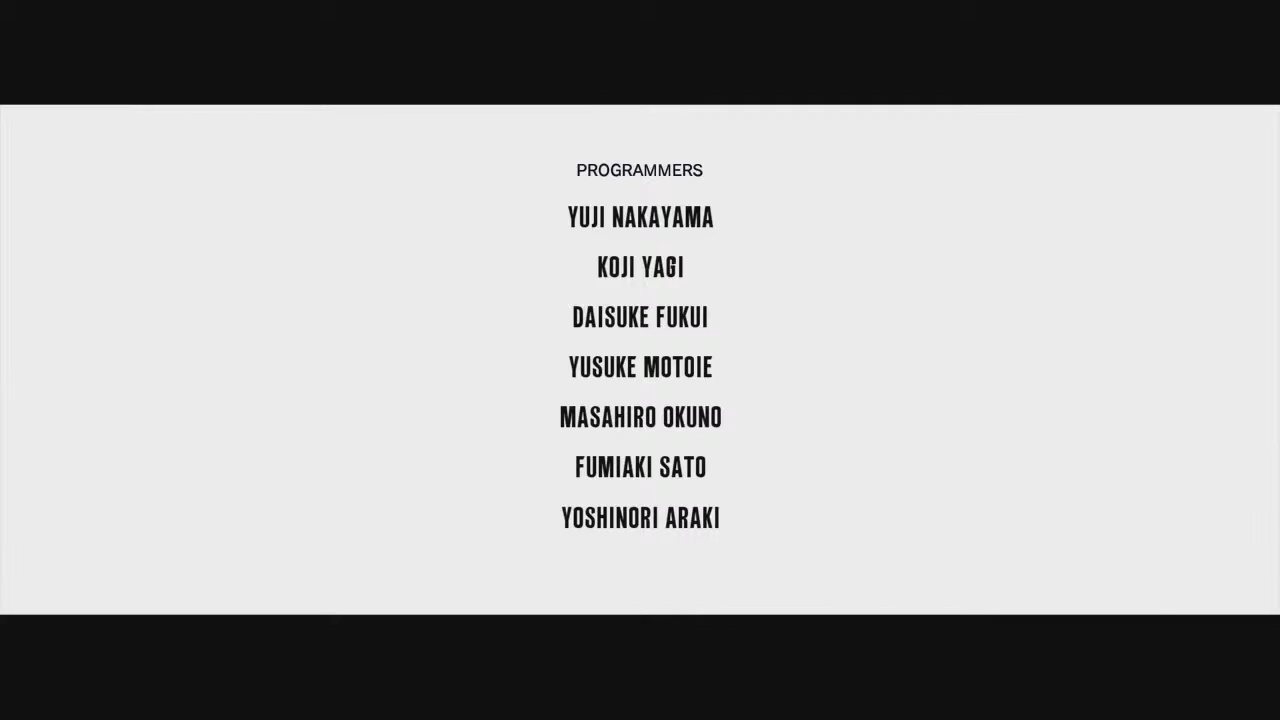 PROGRAMMERS
YUJI NAKAYAMA
KOJI YAGI
DAISUKE FUKUI
YUSUKE MOTOIE
MASAHIRO OKUNO
FUMIAKI SATO
YOSHINORI ARAKI